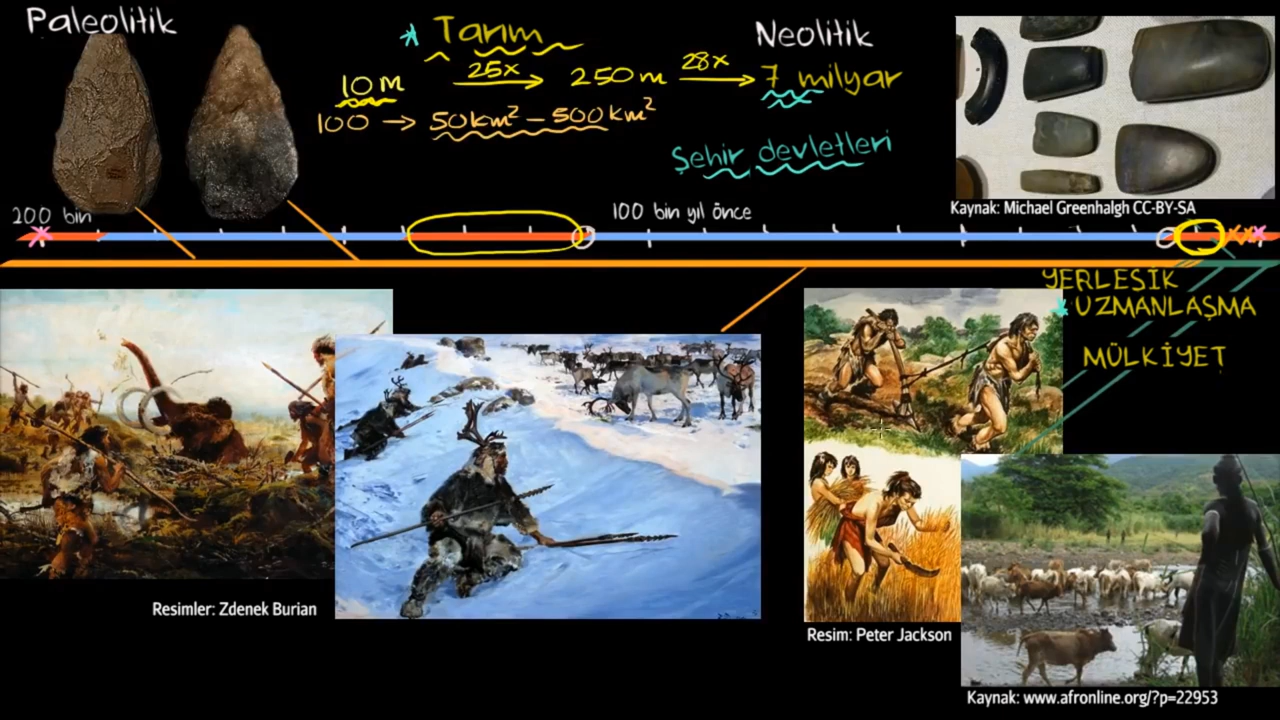 Paleolitik
* Tarım
Neolitik
10 M 25x → 250 m 28x → 7 milyar
100 → 50 km² – 500 km²
Şehir devletleri
Kaynak: Michael Greenhalgh CC-BY-SA
200 bin
100 bin yıl önce
YERLEŞİK
* UZMANLAŞMA
MÜLKİYET
Resimler: Zdenek Burian
Resim: Peter Jackson
Kaynak: www.afronline.org/?p=22953